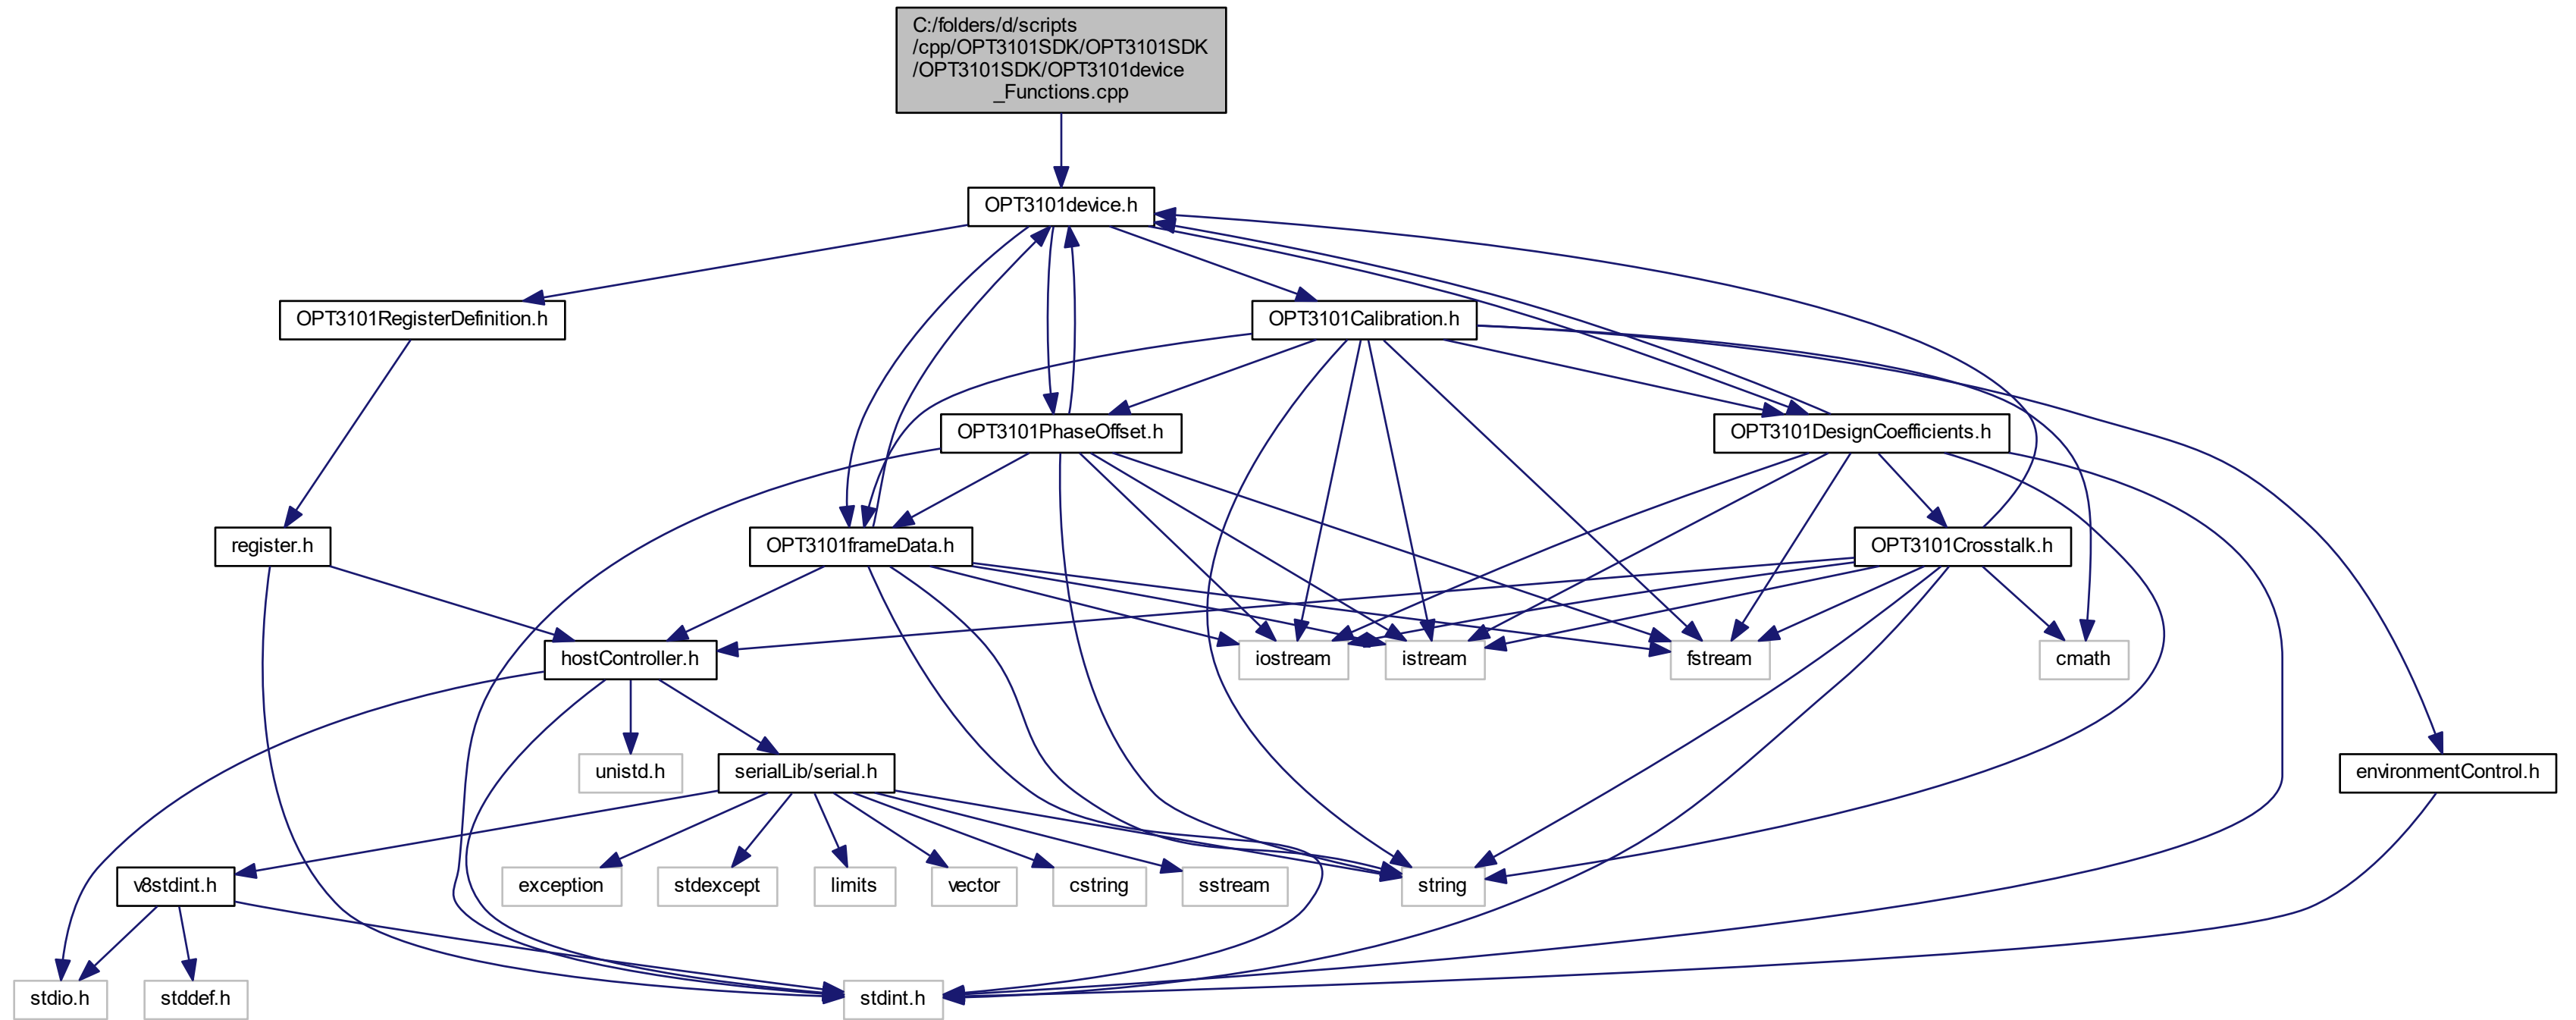 C:/folders/d/scripts
/cpp/OPT3101SDK/OPT3101SDK
/OPT3101SDK/OPT3101device
_Functions.cpp
OPT3101device.h
OPT3101RegisterDefinition.h
OPT3101Calibration.h
OPT3101PhaseOffset.h
OPT3101DesignCoefficients.h
register.h
OPT3101frameData.h
OPT3101Crosstalk.h
hostController.h
iostream
istream
fstream
cmath
unistd.h
serialLib/serial.h
environmentControl.h
v8stdint.h
exception
stdexcept
limits
vector
cstring
sstream
string
stdio.h
stddef.h
stdint.h